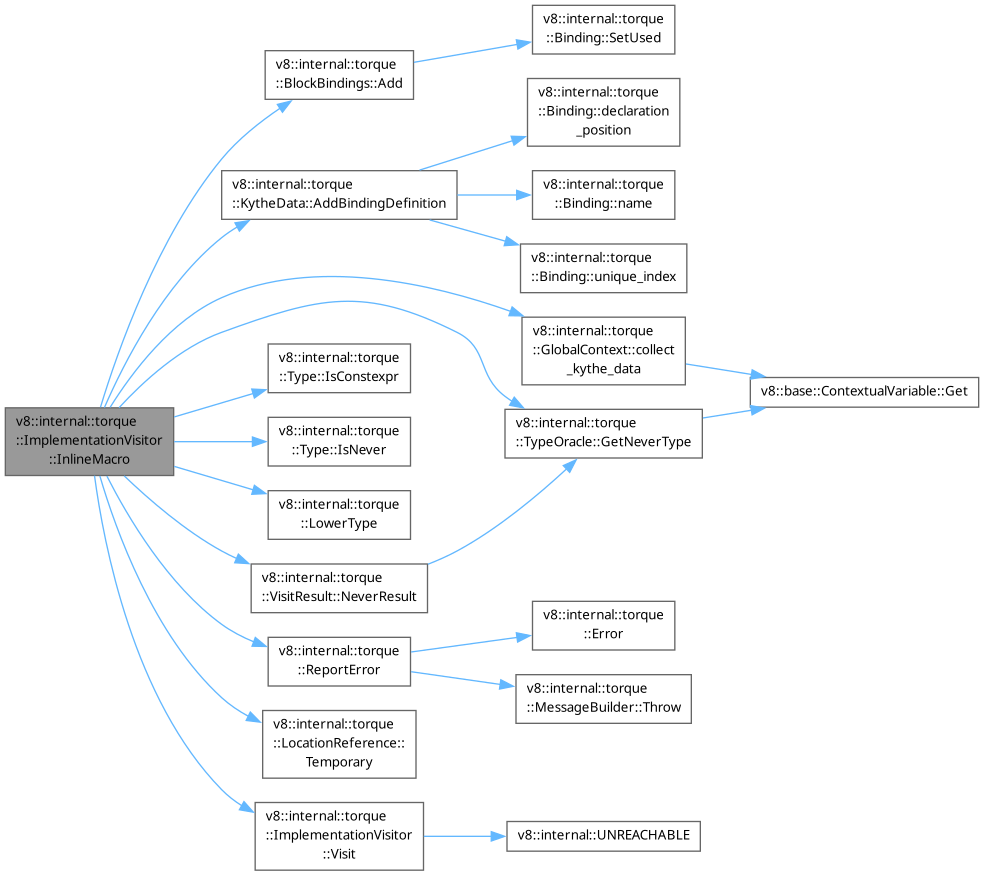 v8::internal::torque
::Binding::SetUsed
v8::internal::torque
::BlockBindings::Add
v8::internal::torque
::Binding::declaration
_position
v8::internal::torque
::KytheData::AddBindingDefinition
v8::internal::torque
::Binding::name
v8::internal::torque
::Binding::unique_index
v8::internal::torque
::GlobalContext::collect
_kythe_data
v8::internal::torque
::Type::IsConstexpr
v8::base::ContextualVariable::Get
v8::internal::torque
::ImplementationVisitor
::InlineMacro
v8::internal::torque
::Type::IsNever
v8::internal::torque
::TypeOracle::GetNeverType
v8::internal::torque
::LowerType
v8::internal::torque
::VisitResult::NeverResult
v8::internal::torque
::Error
v8::internal::torque
::ReportError
v8::internal::torque
::MessageBuilder::Throw
v8::internal::torque
::LocationReference::
Temporary
v8::internal::torque
::ImplementationVisitor
::Visit
v8::internal::UNREACHABLE